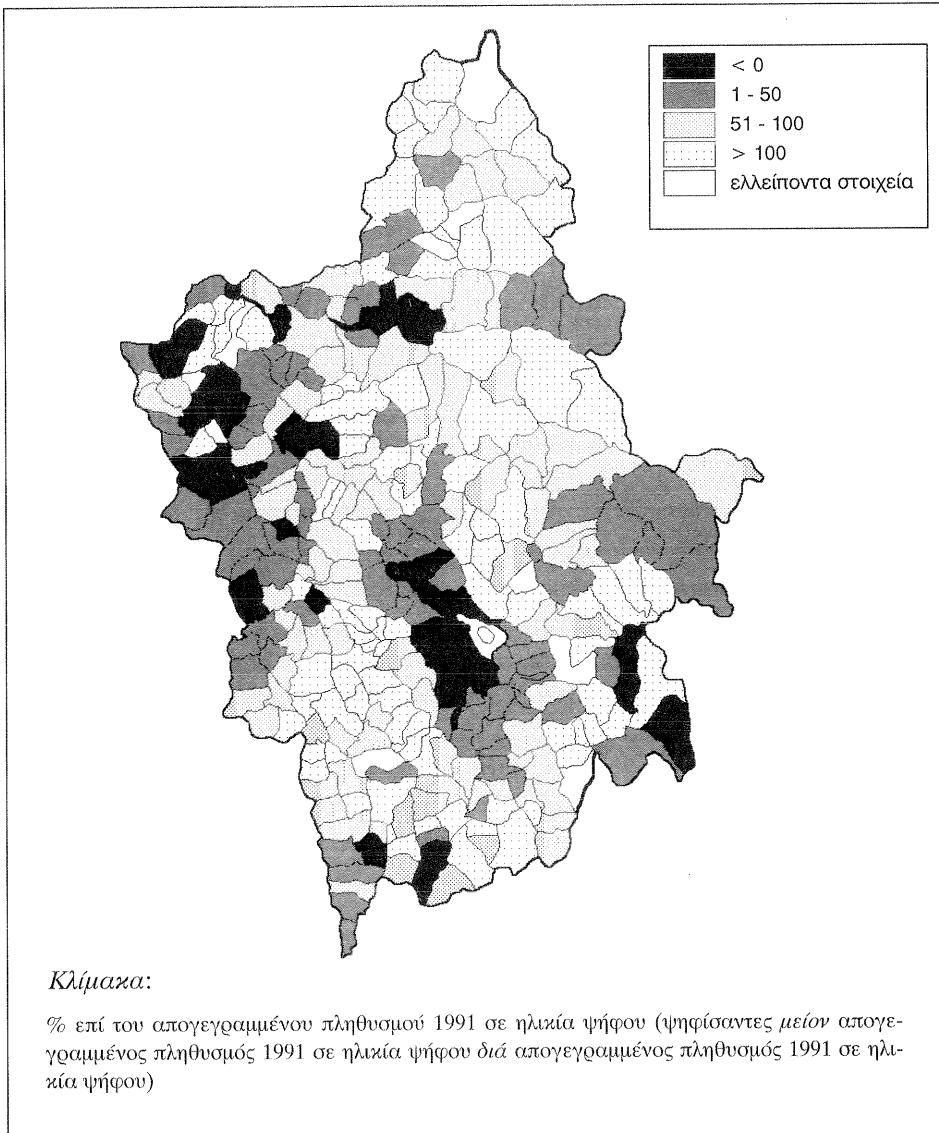 < 0
1 - 50
51 - 100
> 100
ελλείποντα στοιχεία
Κλίμακα:
% επί του απογεγραμμένου πληθυσμού 1991 σε ηλικία ψήφου (ψηφίσαντες μείον απογε-
γραμμένος πληθυσμός 1991 σε ηλικία ψήφου διά απογεγραμμένος πληθυσμός 1991 σε ηλι-
κία ψήφου)